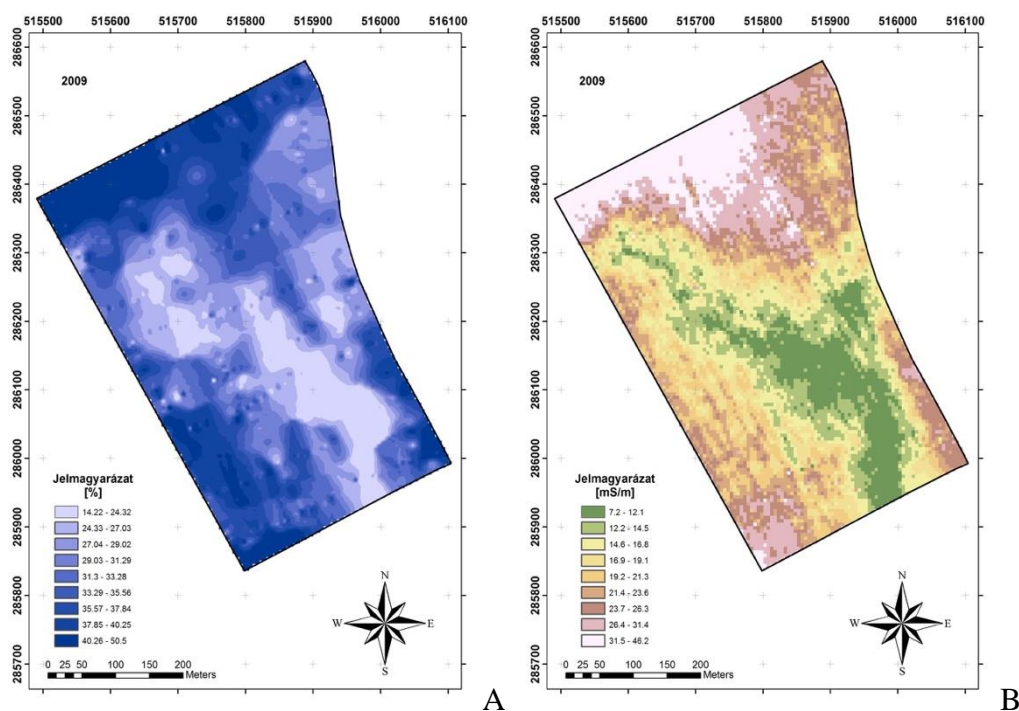 515500 515600 515700 515800 515900 516000 516100
286600
286500
286400
286300
286200
286100
286000
285900
285800
285700
2009
Jelmagyarázat
[%]
14.22 - 24.32
24.33 - 27.03
27.04 - 29.02
29.03 - 31.29
31.3 - 33.28
33.29 - 35.56
35.57 - 37.84
37.85 - 40.25
40.26 - 50.5
N
W E
S
0 25 50 100 150 200
Meters
A
515500 515600 515700 515800 515900 516000 516100
286600
286500
286400
286300
286200
286100
286000
285900
285800
285700
2009
Jelmagyarázat
[mS/m]
7.2 - 12.1
12.2 - 14.5
14.6 - 16.8
16.9 - 19.1
19.2 - 21.3
21.4 - 23.6
23.7 - 26.3
26.4 - 31.4
31.5 - 46.2
N
W E
S
0 25 50 100 150 200
Meters
B